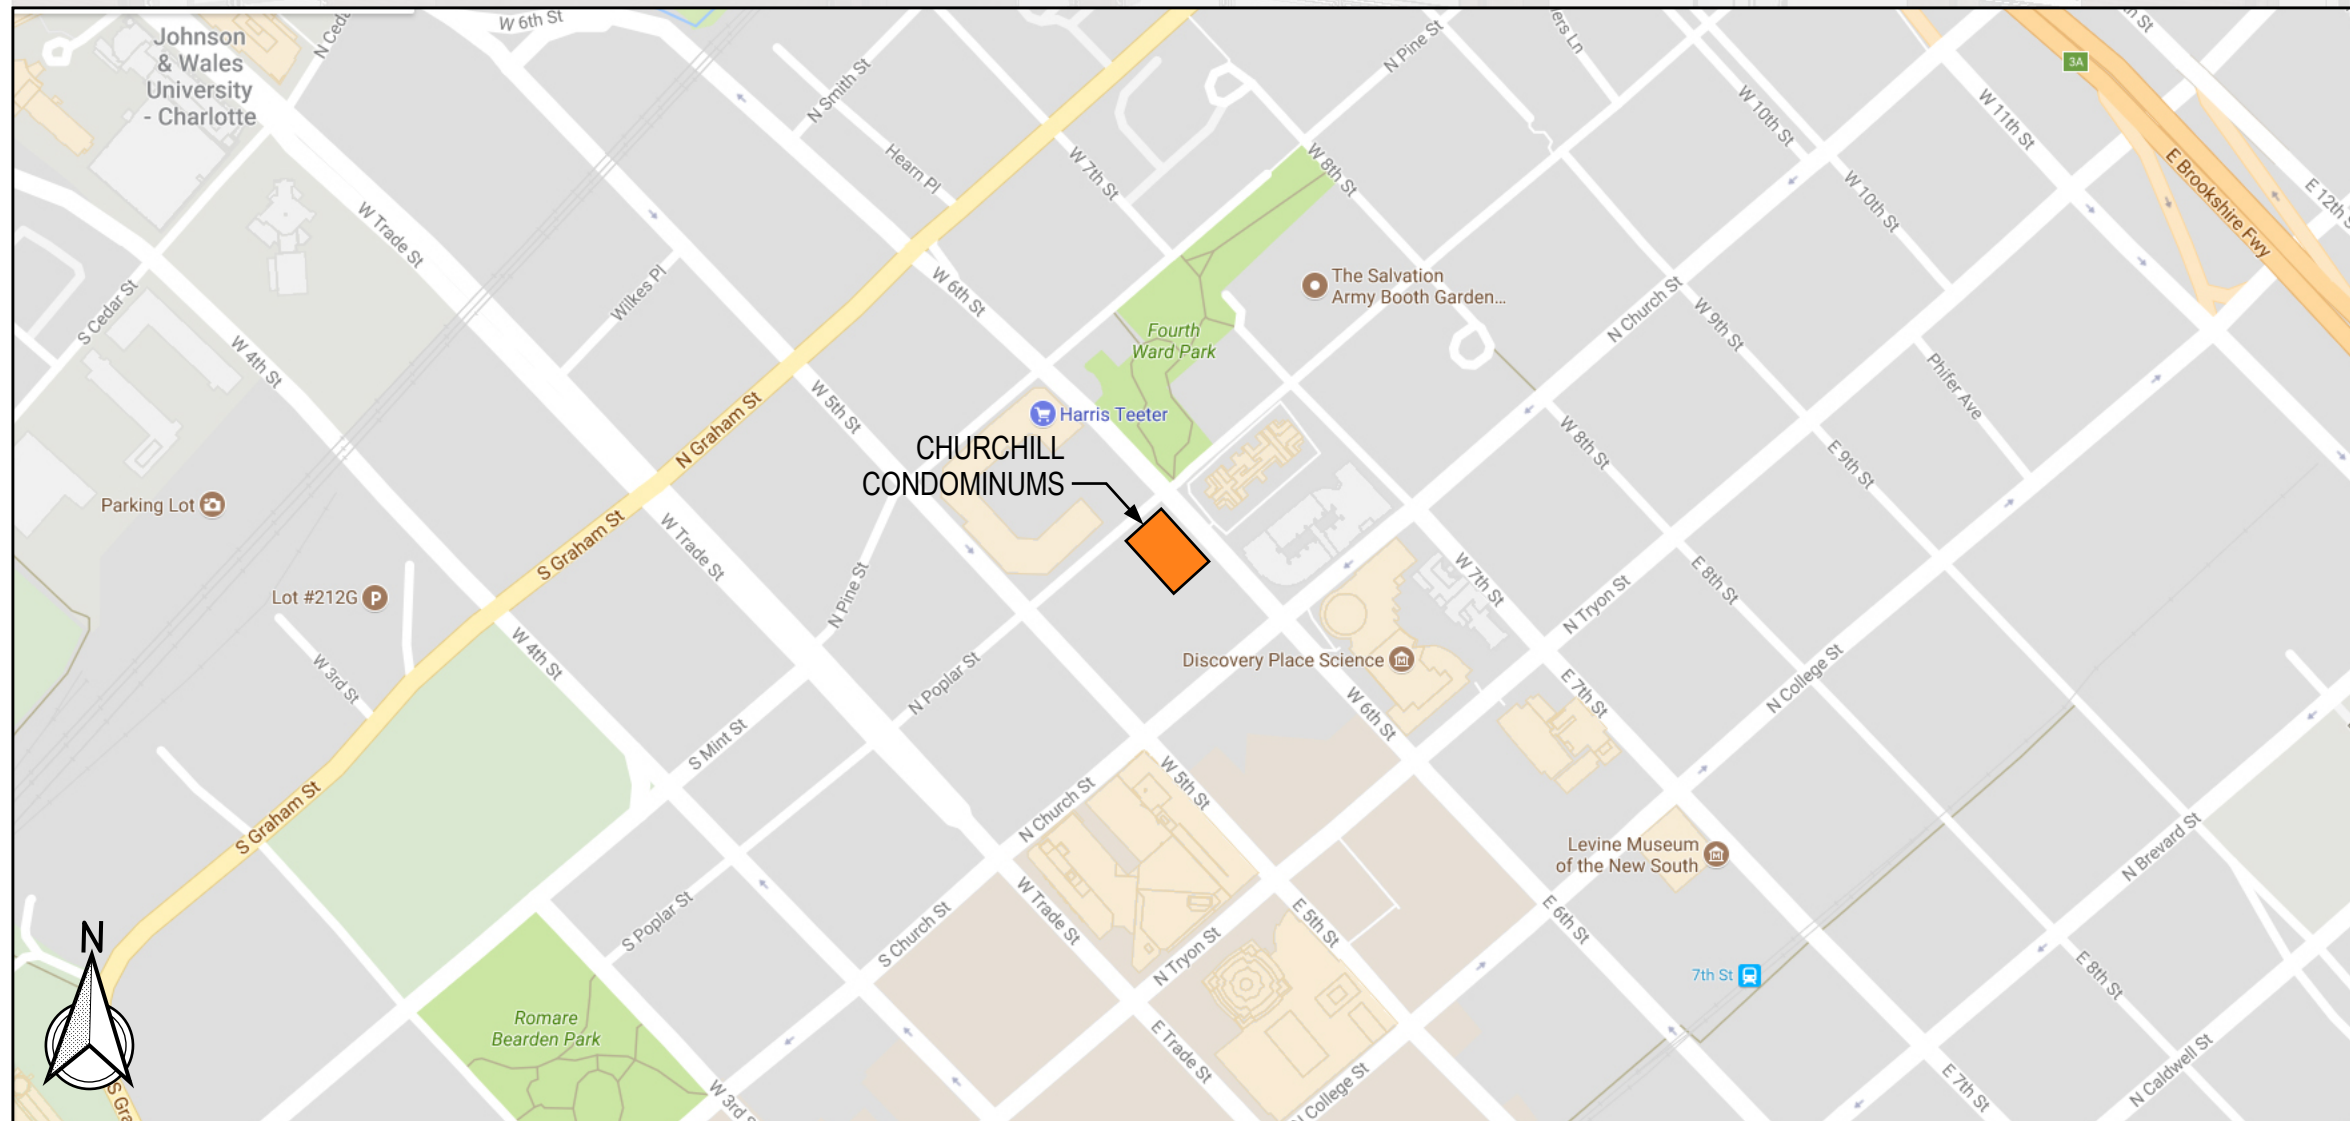 W 6th St
N Ceda
Johnson
& Wales
University
- Charlotte
N Smith St
N Pine St
ers Ln
h St
3A
W 10th St
W 11th St
E Brookshire Fwy
E 12th S
Hearn Pl
W 7th St
W 8th St
W 10th St
W Trade St
Wilkes Pl
S Cedar St
W 4th St
W 6th St
The Salvation
Army Booth Garden...
N Church St
W 9th St
Fourth
Ward Park
Phifer Ave
W 5th St
Harris Teeter
N Graham St
CHURCHILL
CONDOMINUMS
W 8th St
E 9th St
Parking Lot
S Graham St
W Trade St
Lot #212G
P
N Pine St
W 7th St
E 8th St
N Tryon St
W 3rd St
W 4th St
N Poplar St
Discovery Place Science
W 6th St
E 7th St
N College St
S Mint St
S Graham St
N Church St
W 5th St
Levine Museum
of the New South
N Brevard St
S Poplar St
S Church St
W Trade St
N Tryon St
E 5th St
E 6th St
7th St
E 8th St
N
Romare
Bearden Park
E Trade St
N College St
E 7th St
N Caldwell St
S Gra
W 3rd S